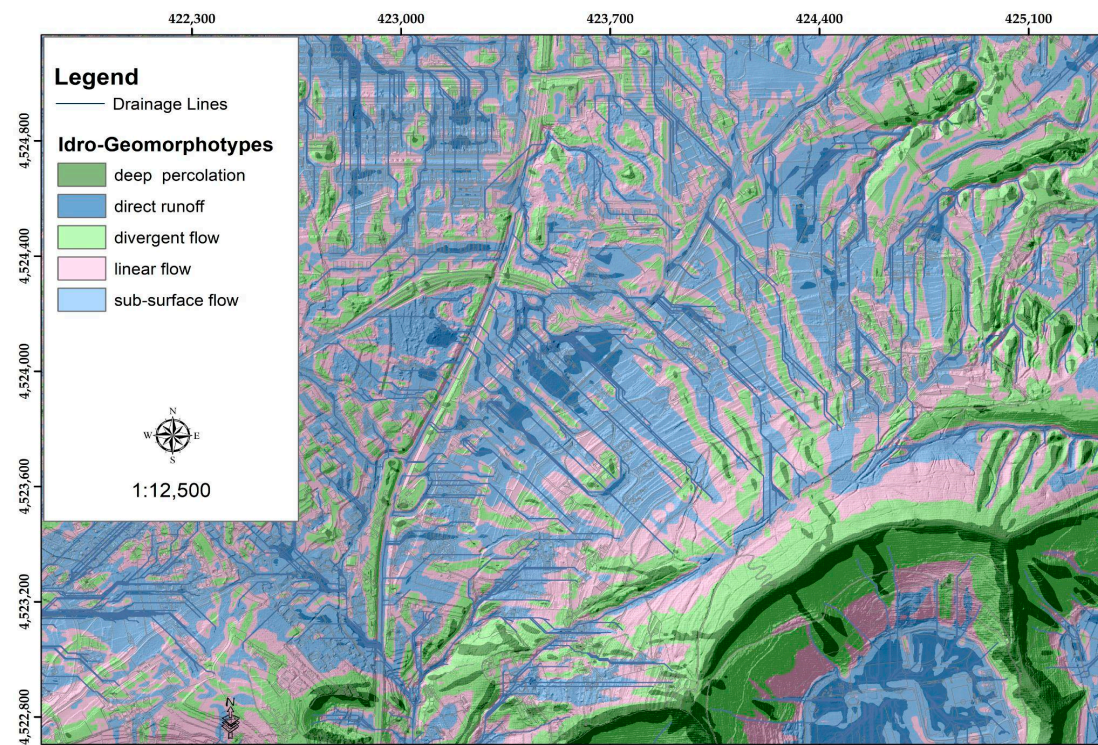 422,300 423,000 423,700 424,400 425,100
4,524,800
4,524,400
4,524,000
4,523,600
4,523,200
4,522,800
Legend
Drainage Lines
Idro-Geomorphotypes
deep percolation
direct runoff
divergent flow
linear flow
sub-surface flow
N
W E
S
1:12,500
N